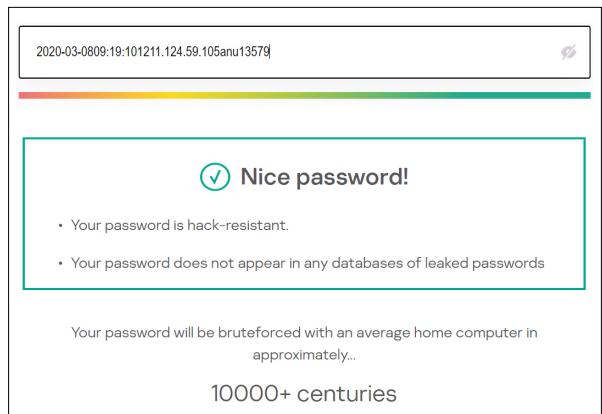 2020-03-0809:19:101211.124.59.105anu13579
Nice password!
• Your password is hack-resistant.
• Your password does not appear in any databases of leaked passwords
Your password will be bruteforced with an average home computer in
approximately...
10000+ centuries